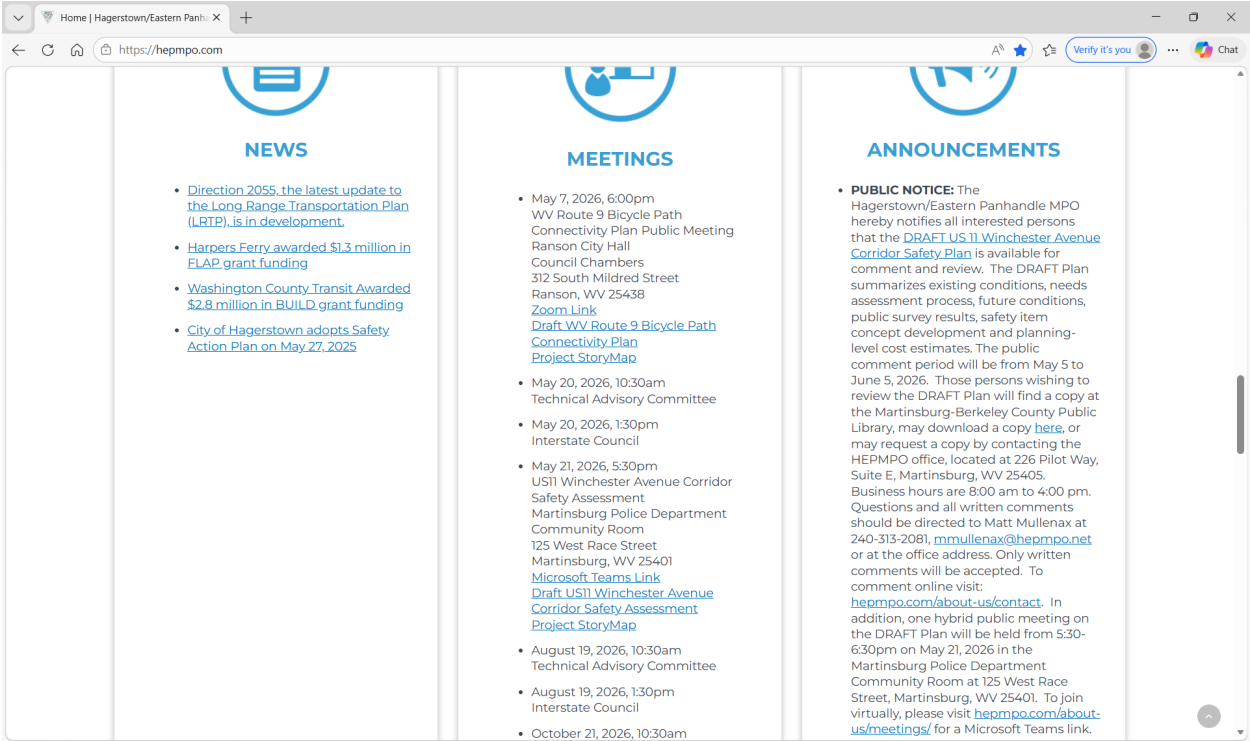 Home | Hagerstown/Eastern Panha
https://hepmpo.com
Verify it's you
Chat
NEWS
Direction 2055, the latest update to
the Long Range Transportation Plan
(LRTP), is in development.
Harpers Ferry awarded $1.3 million in
FLAP grant funding
Washington County Transit Awarded
$2.8 million in BUILD grant funding
City of Hagerstown adopts Safety
Action Plan on May 27, 2025
MEETINGS
May 7, 2026, 6:00pm
WV Route 9 Bicycle Path
Connectivity Plan Public Meeting
Ranson City Hall
Council Chambers
312 South Mildred Street
Ranson, WV 25438
Zoom Link
Draft WV Route 9 Bicycle Path
Connectivity Plan
Project StoryMap
May 20, 2026, 10:30am
Technical Advisory Committee
May 20, 2026, 1:30pm
Interstate Council
May 21, 2026, 5:30pm
US11 Winchester Avenue Corridor
Safety Assessment
Martinsburg Police Department
Community Room
125 West Race Street
Martinsburg, WV 25401
Microsoft Teams Link
Draft US11 Winchester Avenue
Corridor Safety Assessment
Project StoryMap
August 19, 2026, 10:30am
Technical Advisory Committee
August 19, 2026, 1:30pm
Interstate Council
October 21, 2026, 10:30am
ANNOUNCEMENTS
PUBLIC NOTICE: The
Hagerstown/Eastern Panhandle MPO
hereby notifies all interested persons
that the DRAFT US 11 Winchester Avenue
Corridor Safety Plan is available for
comment and review. The DRAFT Plan
summarizes existing conditions, needs
assessment process, future conditions,
public survey results, safety item
concept development and planning-
level cost estimates. The public
comment period will be from May 5 to
June 5, 2026. Those persons wishing to
review the DRAFT Plan will find a copy at
the Martinsburg-Berkeley County Public
Library, may download a copy here, or
may request a copy by contacting the
HEPMPO office, located at 226 Pilot Way,
Suite E, Martinsburg, WV 25405.
Business hours are 8:00 am to 4:00 pm.
Questions and all written comments
should be directed to Matt Mullenax at
240-313-2081, mmullenax@hepmpo.net
or at the office address. Only written
comments will be accepted. To
comment online visit:
hepmpo.com/about-us/contact. In
addition, one hybrid public meeting on
the DRAFT Plan will be held from 5:30-
6:30pm on May 21, 2026 in the
Martinsburg Police Department
Community Room at 125 West Race
Street, Martinsburg, WV 25401. To join
virtually, please visit hepmpo.com/about-
us/meetings/ for a Microsoft Teams link.